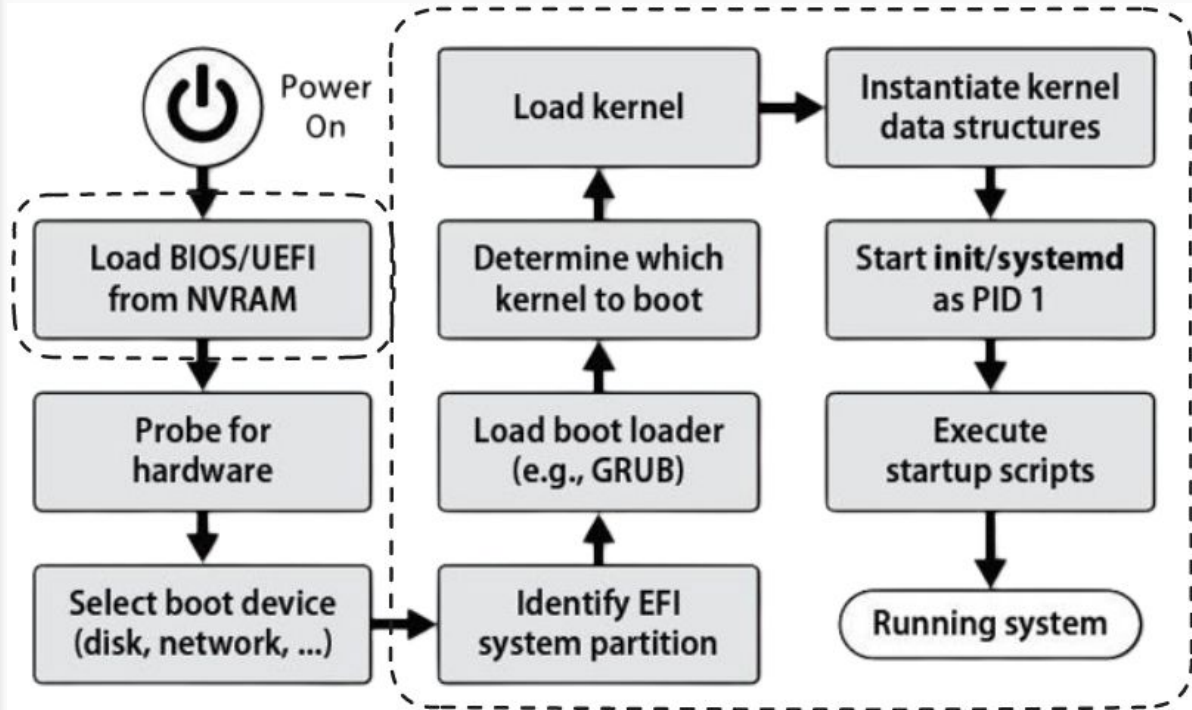 Power
On
Load BIOS/UEFI
from NVRAM
Probe for
hardware
Select boot device
(disk, network, ...)
Identify EFI
system partition
Load boot loader
(e.g., GRUB)
Determine which
kernel to boot
Load kernel
Instantiate kernel
data structures
Start init/systemd
as PID 1
Execute
startup scripts
Running system